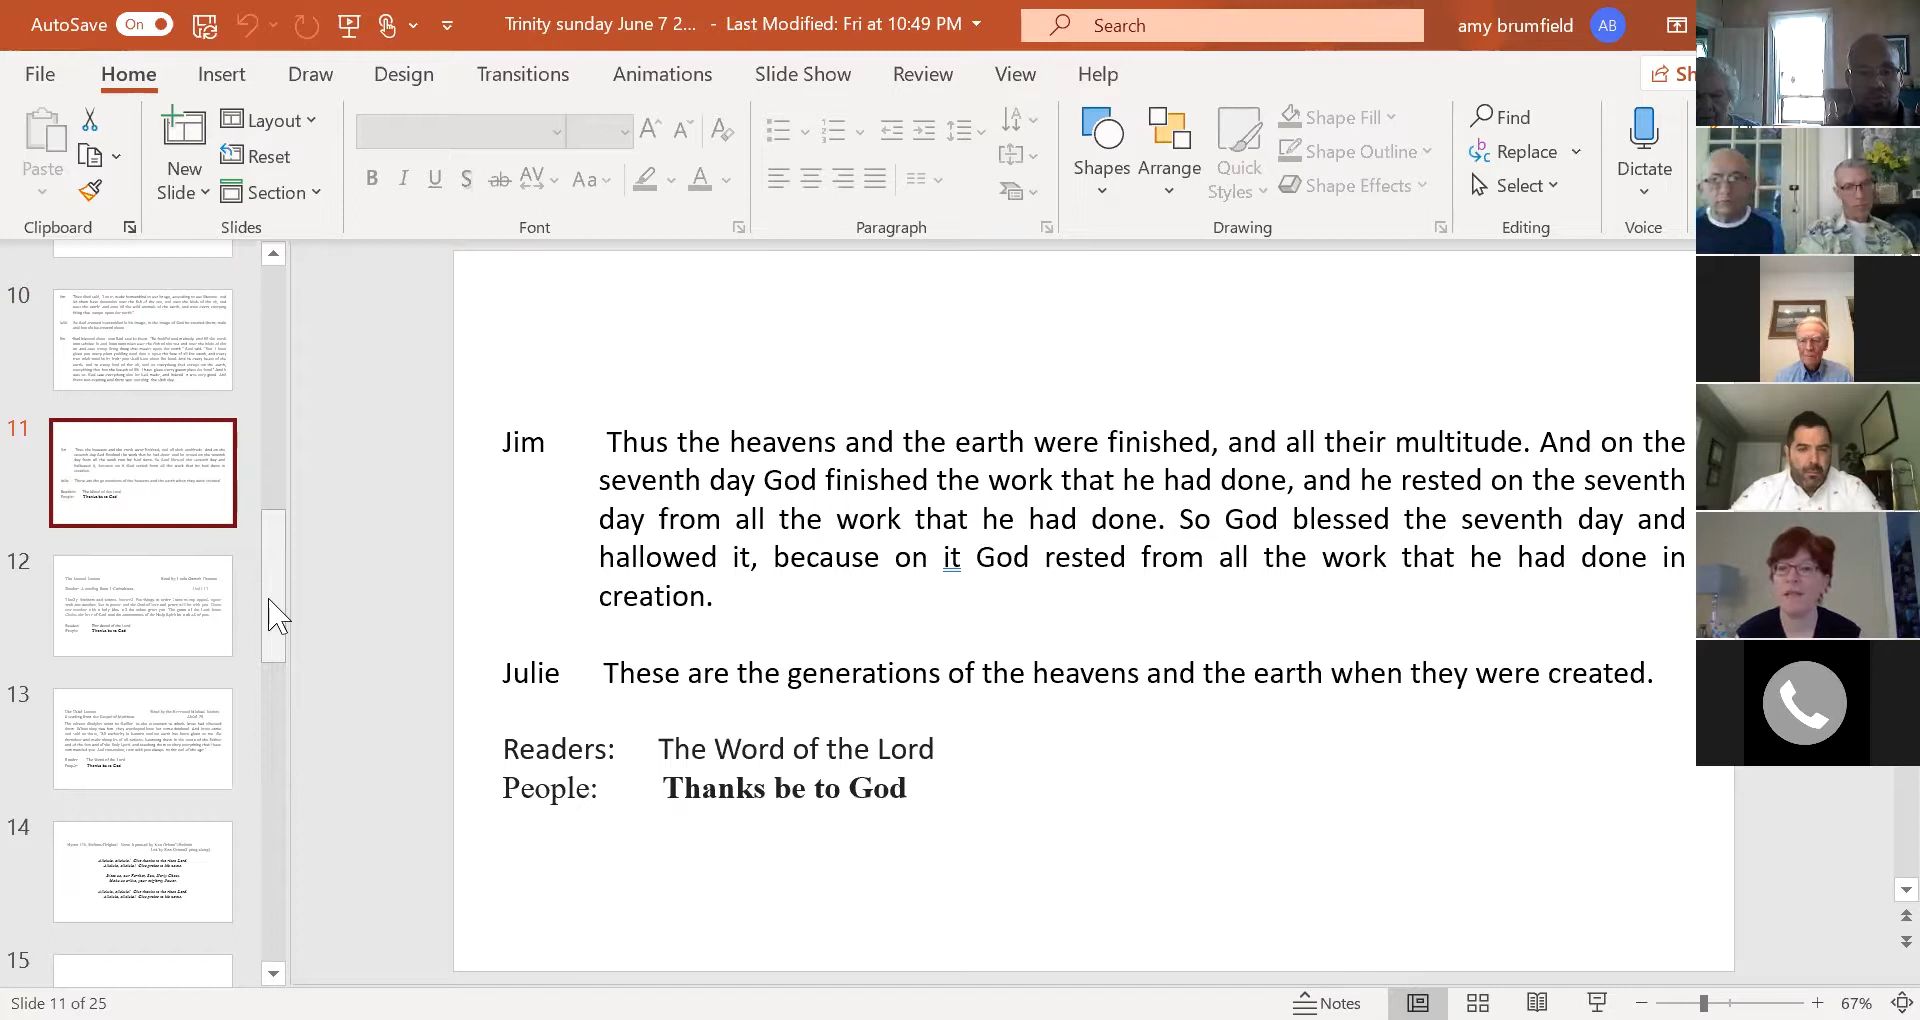 AutoSave On Trinity sunday June 7 2... - Last Modified: Fri at 10:49 PM Search amy brumfield AB
File Home Insert Draw Design Transitions Animations Slide Show Review View Help Sh
Paste
New Slide
Layout
Reset
Section
Clipboard
Slides
B I U S ab AV Aa A
Font
Paragraph
Shapes
Arrange
Quick Styles
Shape Fill
Shape Outline
Shape Effects
Drawing
Find
Replace
Select
Editing
Dictate
Voice
10
11
12
13
14
15
Jim Thus the heavens and the earth were finished, and all their multitude. And on the
seventh day God finished the work that he had done, and he rested on the seventh
day from all the work that he had done. So God blessed the seventh day and
hallowed it, because on it God rested from all the work that he had done in
creation.
Julie These are the generations of the heavens and the earth when they were created.
Readers: The Word of the Lord
People: Thanks be to God
Slide 11 of 25 Notes 67%